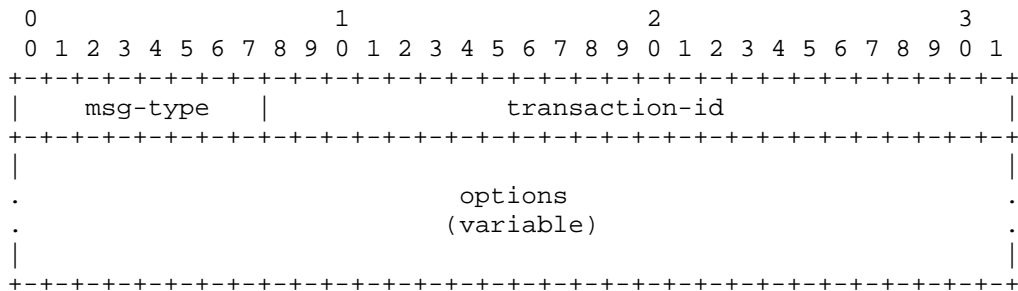 0                   1                   2                   3
 0 1 2 3 4 5 6 7 8 9 0 1 2 3 4 5 6 7 8 9 0 1 2 3 4 5 6 7 8 9 0 1
+-+-+-+-+-+-+-+-+-+-+-+-+-+-+-+-+-+-+-+-+-+-+-+-+-+-+-+-+-+-+-+-+
|    msg-type   |               transaction-id                  |
+-+-+-+-+-+-+-+-+-+-+-+-+-+-+-+-+-+-+-+-+-+-+-+-+-+-+-+-+-+-+-+-+
|                                                               |
.                            options                            .
.                           (variable)                          .
|                                                               |
+-+-+-+-+-+-+-+-+-+-+-+-+-+-+-+-+-+-+-+-+-+-+-+-+-+-+-+-+-+-+-+-+